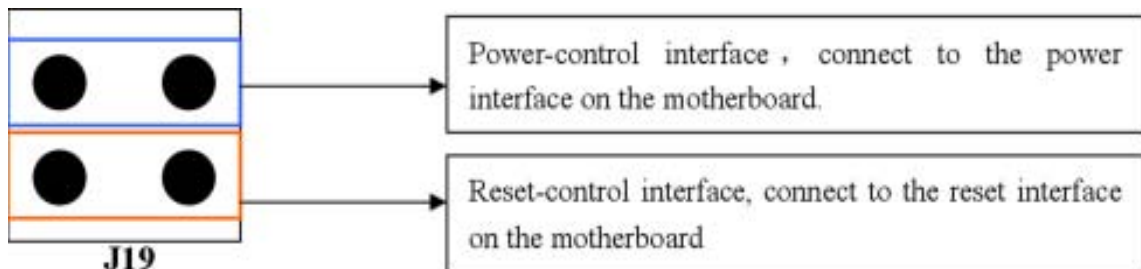 Power-control interface， connect to the power
interface on the motherboard.
Reset-control interface, connect to the reset interface
on the motherboard
J19